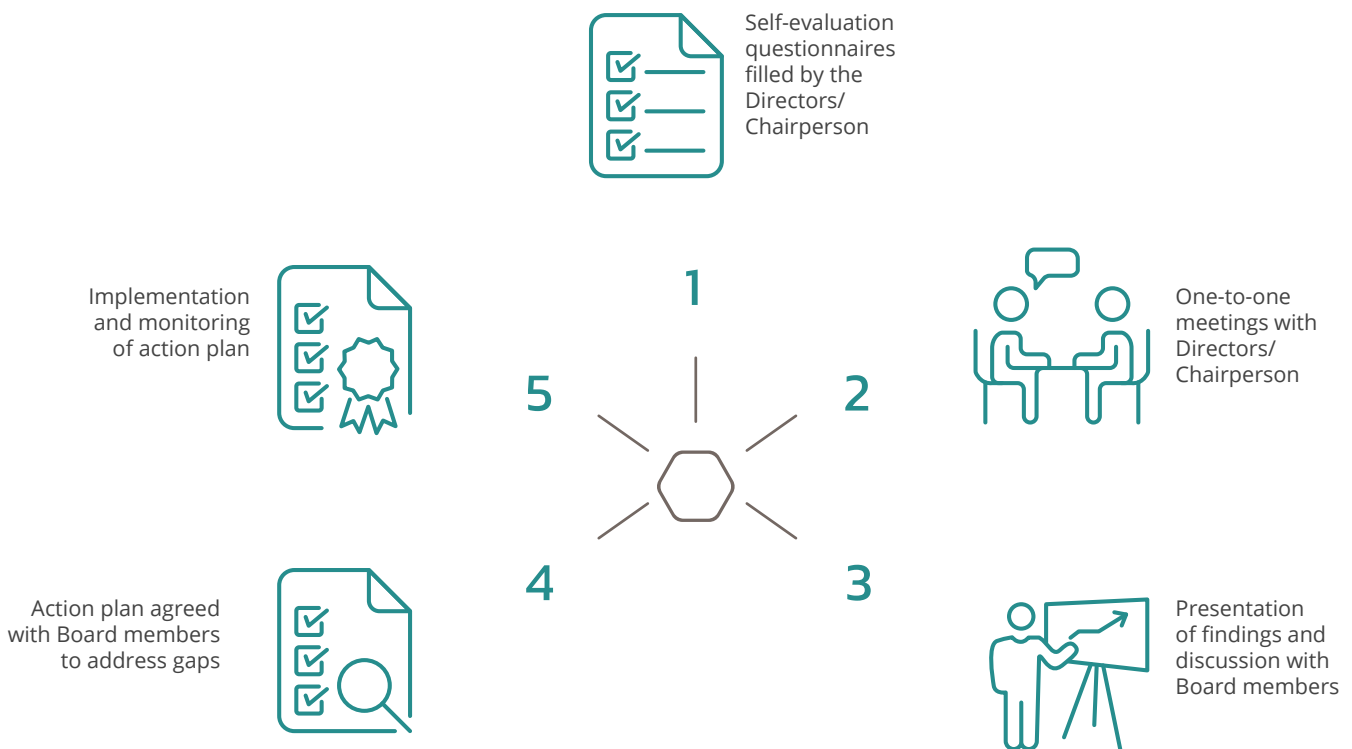 Self-evaluation
questionnaires
filled by the
Directors/
Chairperson
1
One-to-one
meetings with
Directors/
Chairperson
2
3
Presentation
of findings and
discussion with
Board members
4
Action plan agreed
with Board members
to address gaps
5
Implementation
and monitoring
of action plan